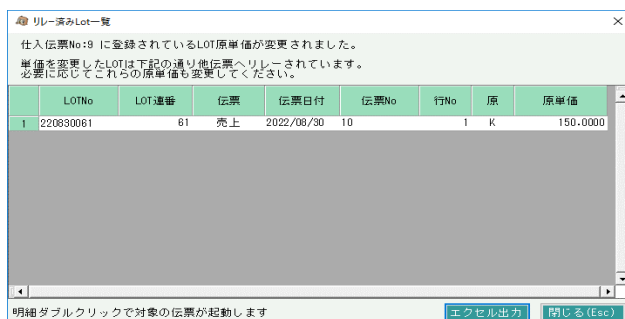 リレー済みLot一覧
仕入伝票No:9 に登録されているLOT原単価が変更されました。
単価を変更したLOTは下記の通り他伝票へリレーされています。
必要に応じてこれらの原単価も変更してください。
LOTNo LOT連番 伝票 伝票日付 伝票No 行No 原 原単価
1 220830061 61 売上 2022/08/30 10 1 K 150.0000
明細ダブルクリックで対象の伝票が起動します エクセル出力 閉じる(Esc)